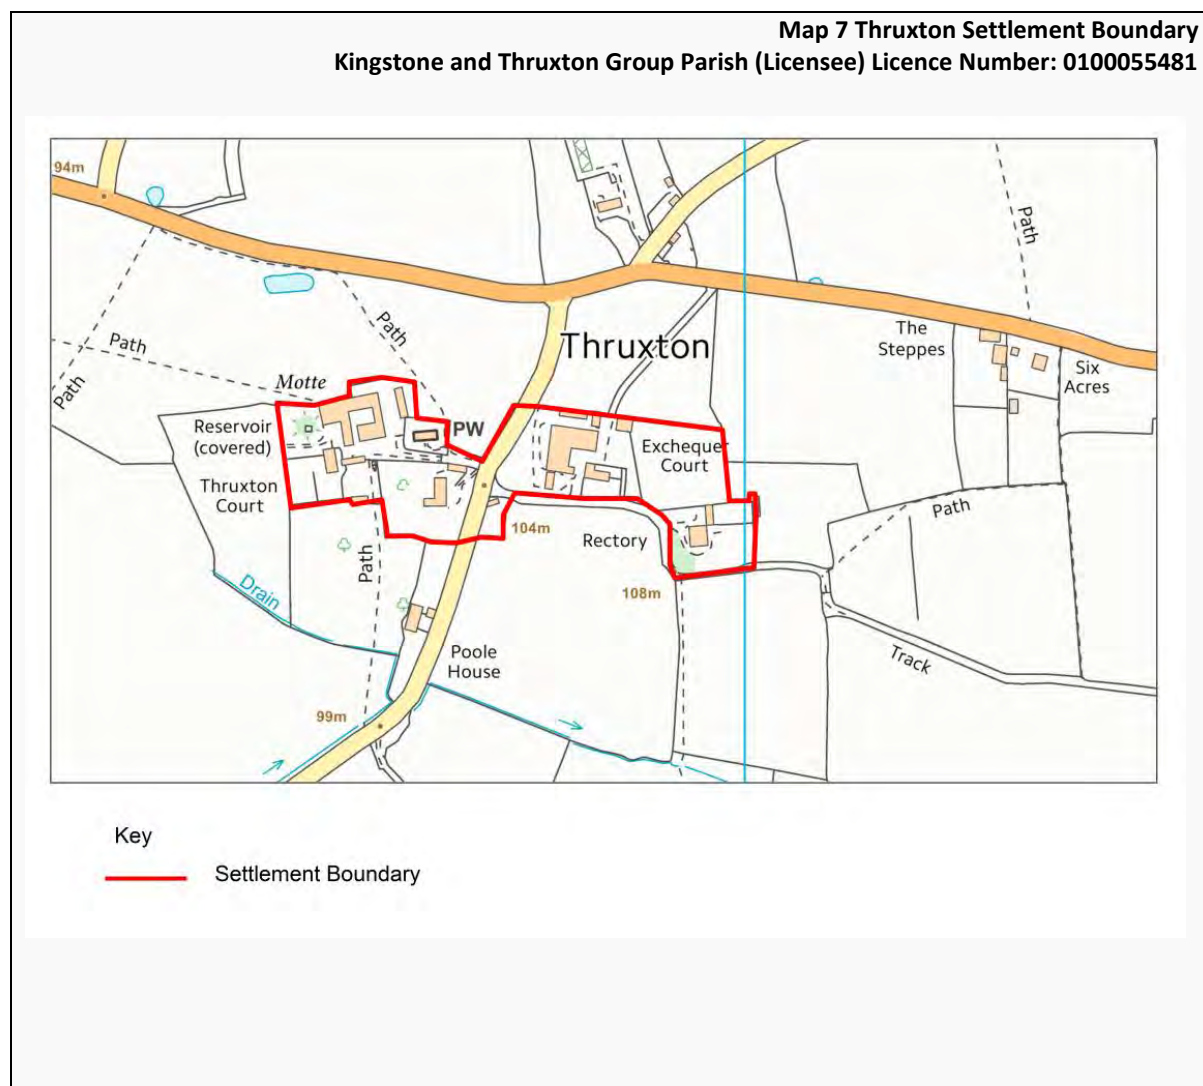 Map 7 Thruxton Settlement Boundary
Kingstone and Thruxton Group Parish (Licensee) Licence Number: 0100055481
94m
Path
Path
Path
Path
Thruxton
The
Steppes
Six
Acres
Motte
Reservoir
(covered)
PW
Exchequer
Court
Thruxton
Court
104m
Rectory
Path
Path
108m
Drain
Poole
House
Track
99m
Key
Settlement Boundary